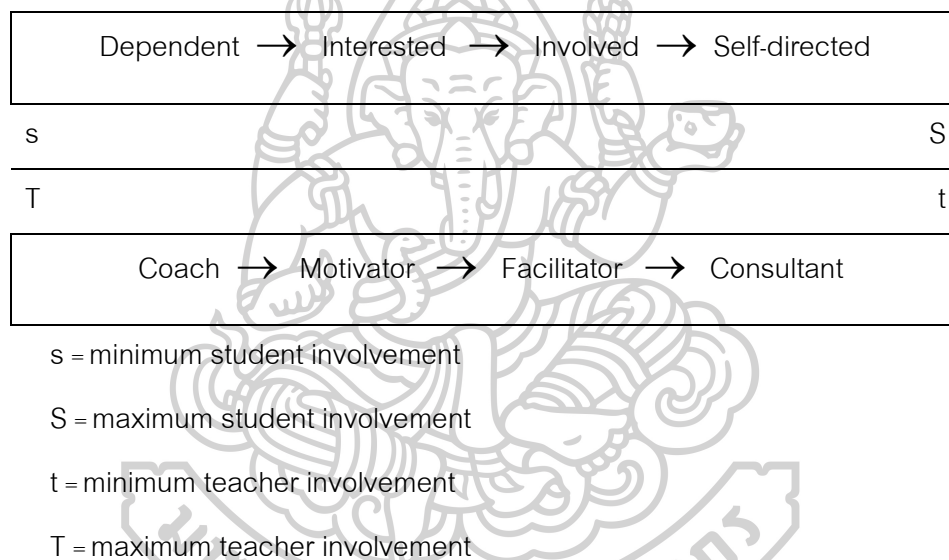 Dependent → Interested → Involved → Self-directed
s S
T t
Coach → Motivator → Facilitator → Consultant
s = minimum student involvement
S = maximum student involvement
t = minimum teacher involvement
T = maximum teacher involvement